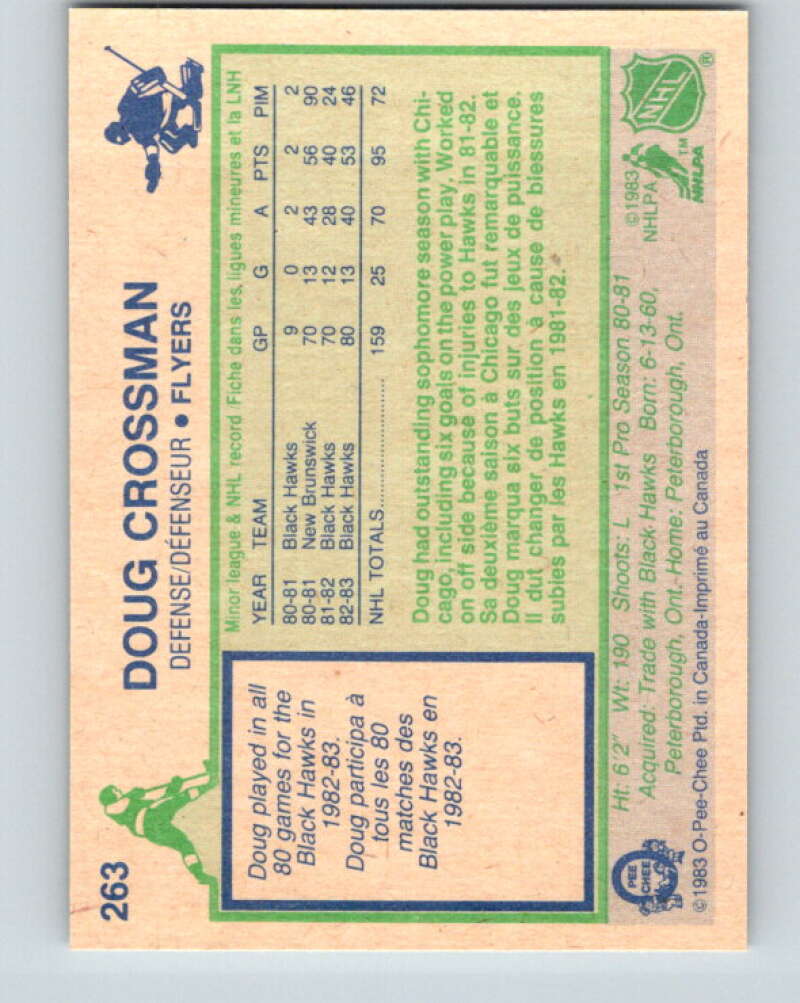 263
DOUG CROSSMAN
DEFENSE/DÉFENSEUR • FLYERS
Doug played in all
80 games for the
Black Hawks in
1982-83.
Doug participa à
tous les 80
matches des
Black Hawks en
1982-83.
Minor league & NHL record/Fiche dans les ligues mineures et la LNH
YEAR TEAM GP G A PTS PIM
80-81 Black Hawks 9 0 2 2 2
80-81 New Brunswick 70 13 43 56 90
81-82 Black Hawks 70 12 28 40 24
82-83 Black Hawks 80 13 40 53 46
NHL TOTALS 159 25 70 95 72
Doug had outstanding sophomore season with Chi-
cago, including six goals on the power play. Worked
on off side because of injuries to Hawks in 81-82.
Sa deuxième saison à Chicago fut remarquable et
Doug marqua six buts sur des jeux de puissance.
Il dut changer de position à cause de blessures
subies par les Hawks en 1981-82.
Ht: 6'2" Wt: 190 Shoots: L 1st Pro Season 80-81
Acquired: Trade with Black Hawks Born: 6-13-60,
Peterborough, Ont. Home: Peterborough, Ont.
©1983 O-Pee-Chee Ptd. in Canada-Imprimé au Canada
O PEE CHEE
©1983
NHLPA
NHLPA
TM
NHL
®